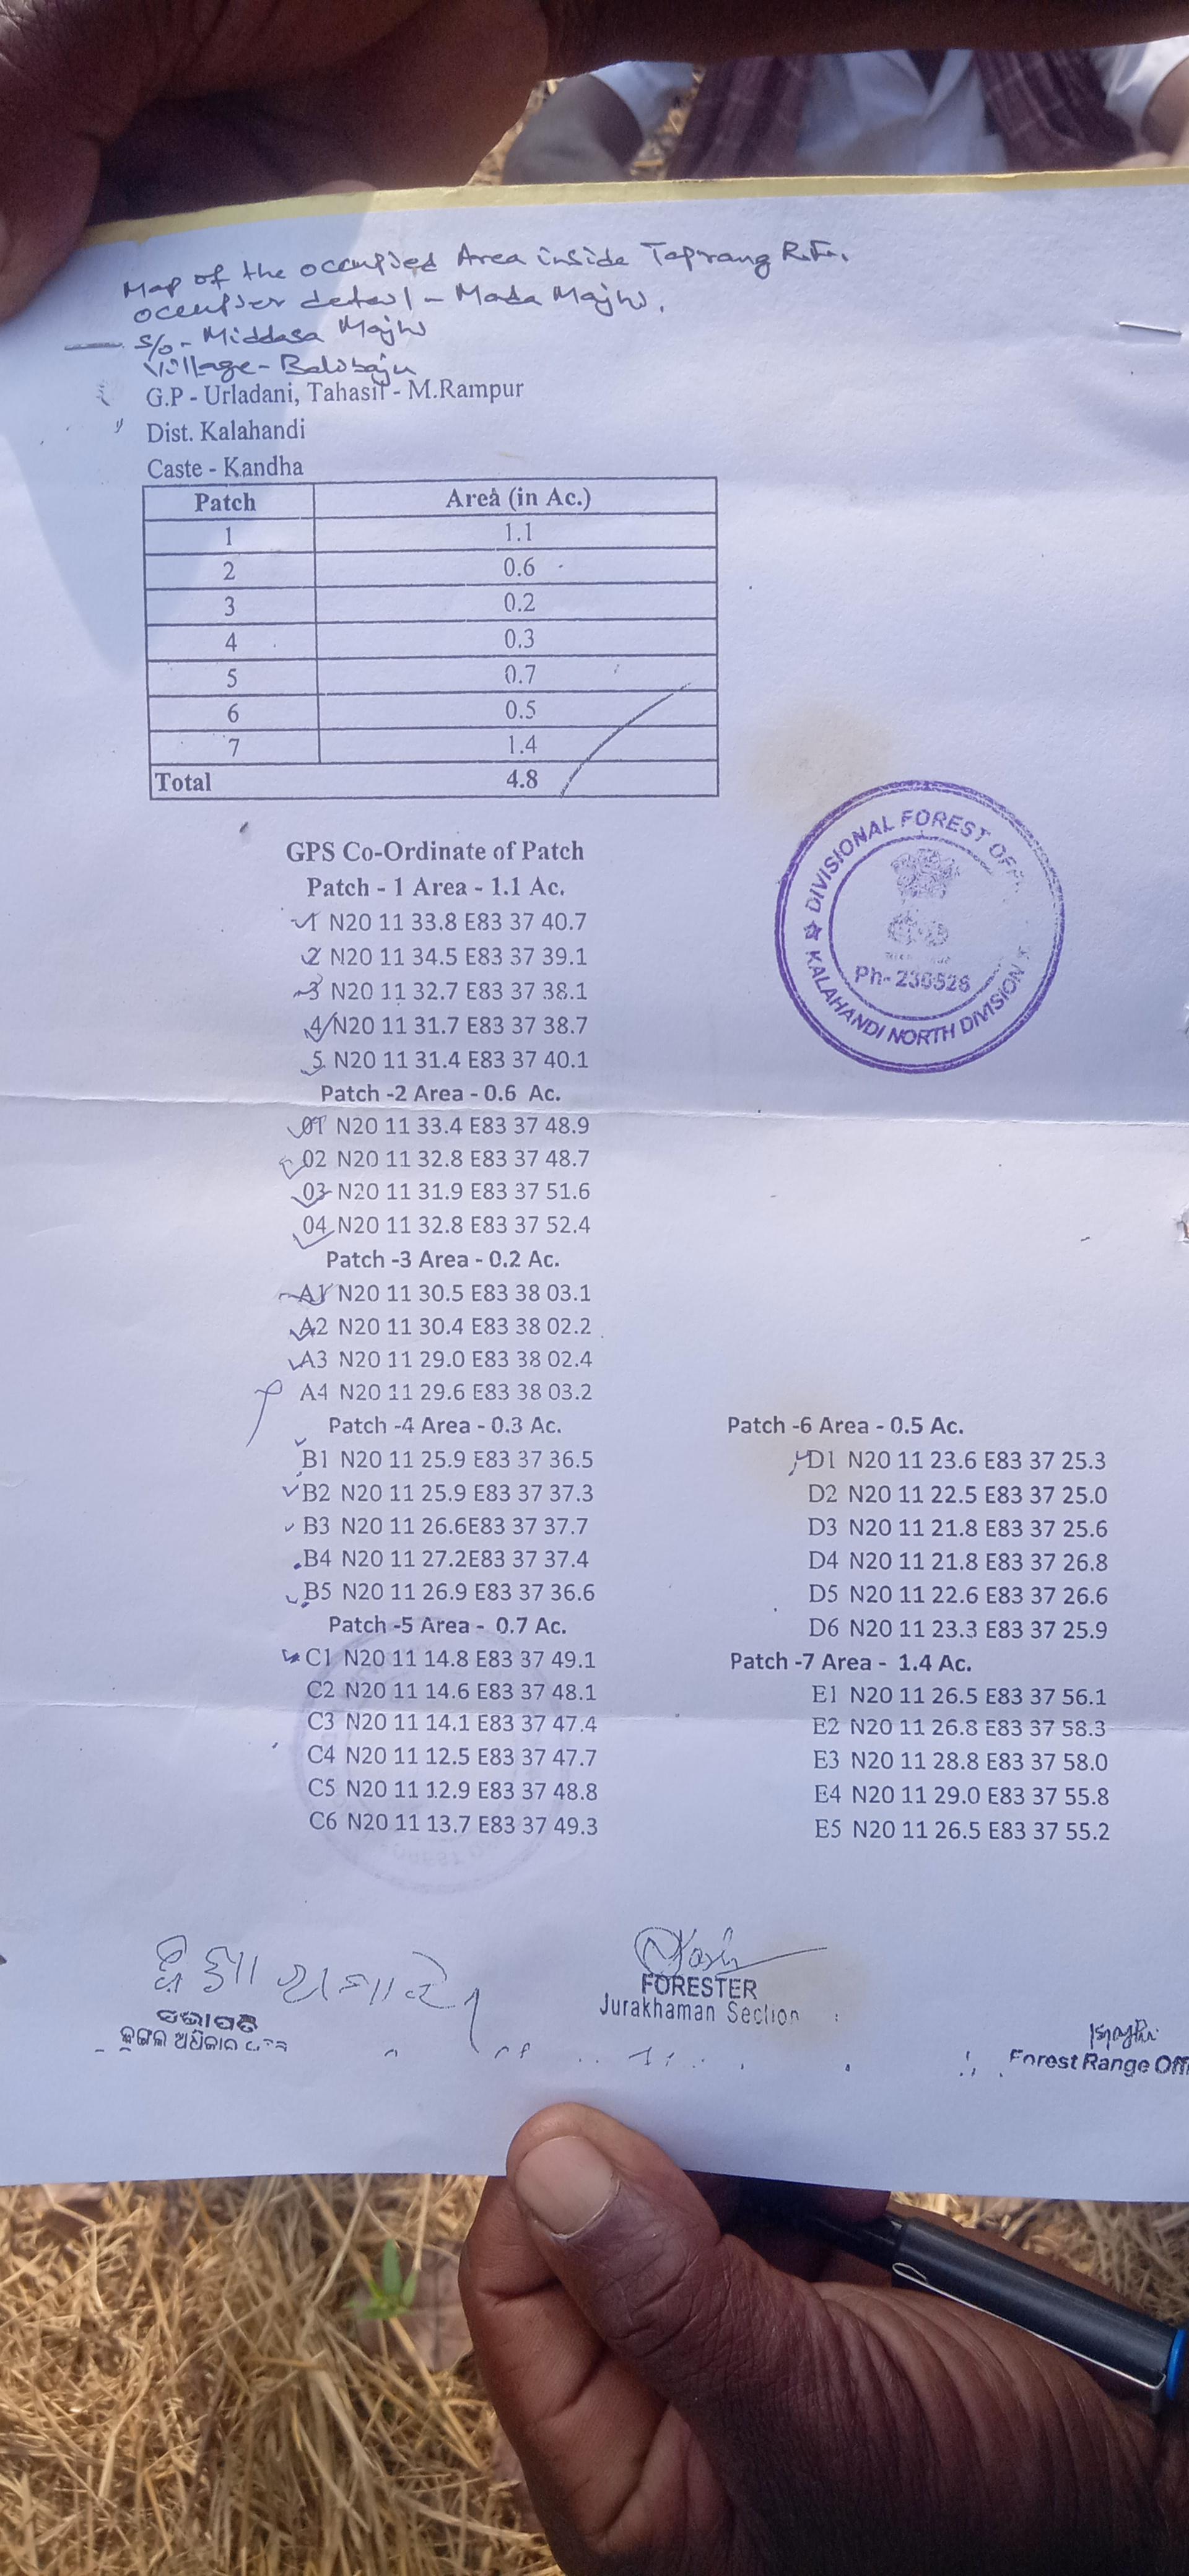 Map of the occupied Area inside Taprang R.F.
occupier detail - Mada Majhi.
S/o - Middasa Majhi
Village - Balisaju
G.P - Urladani, Tahasil - M.Rampur
Dist. Kalahandi
Caste - Kandha
Patch Area (in Ac.)
1 1.1
2 0.6
3 0.2
4 0.3
5 0.7
6 0.5
7 1.4
Total 4.8
DIVISIONAL FOREST
KALAHANDI NORTH DIVISION
Ph- 230526
GPS Co-Ordinate of Patch
Patch - 1 Area - 1.1 Ac.
1 N20 11 33.8 E83 37 40.7
2 N20 11 34.5 E83 37 39.1
3 N20 11 32.7 E83 37 38.1
4 N20 11 31.7 E83 37 38.7
5 N20 11 31.4 E83 37 40.1
Patch -2 Area - 0.6 Ac.
01 N20 11 33.4 E83 37 48.9
02 N20 11 32.8 E83 37 48.7
03 N20 11 31.9 E83 37 51.6
04 N20 11 32.8 E83 37 52.4
Patch -3 Area - 0.2 Ac.
A1 N20 11 30.5 E83 38 03.1
A2 N20 11 30.4 E83 38 02.2
A3 N20 11 29.0 E83 38 02.4
A4 N20 11 29.6 E83 38 03.2
Patch -4 Area - 0.3 Ac.
B1 N20 11 25.9 E83 37 36.5
B2 N20 11 25.9 E83 37 37.3
B3 N20 11 26.6E83 37 37.7
B4 N20 11 27.2E83 37 37.4
B5 N20 11 26.9 E83 37 36.6
Patch -5 Area - 0.7 Ac.
C1 N20 11 14.8 E83 37 49.1
C2 N20 11 14.6 E83 37 48.1
C3 N20 11 14.1 E83 37 47.4
C4 N20 11 12.5 E83 37 47.7
C5 N20 11 12.9 E83 37 48.8
C6 N20 11 13.7 E83 37 49.3
Patch -6 Area - 0.5 Ac.
D1 N20 11 23.6 E83 37 25.3
D2 N20 11 22.5 E83 37 25.0
D3 N20 11 21.8 E83 37 25.6
D4 N20 11 21.8 E83 37 26.8
D5 N20 11 22.6 E83 37 26.6
D6 N20 11 23.3 E83 37 25.9
Patch -7 Area - 1.4 Ac.
E1 N20 11 26.5 E83 37 56.1
E2 N20 11 26.8 E83 37 58.3
E3 N20 11 28.8 E83 37 58.0
E4 N20 11 29.0 E83 37 55.8
E5 N20 11 26.5 E83 37 55.2
ସଭାପତି
ଜଙ୍ଗଲ ଅଧିକାର
FORESTER
Jurakhaman Section
Forest Range Off